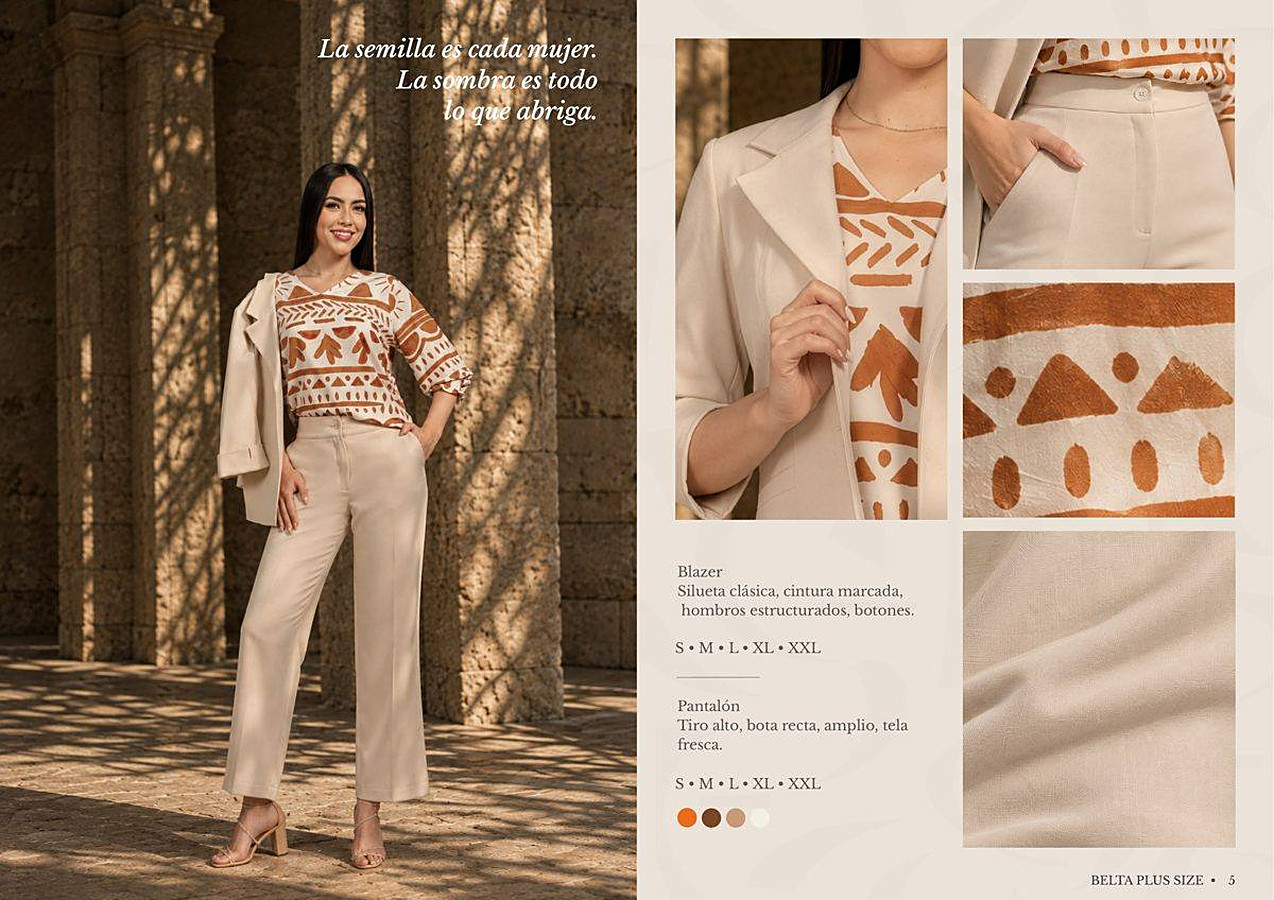 La semilla es cada mujer.
La sombra es todo
lo que abriga.
Blazer
Silueta clásica, cintura marcada,
hombros estructurados, botones.
S • M • L • XL • XXL
Pantalón
Tiro alto, bota recta, amplio, tela
fresca.
S • M • L • XL • XXL
BELTA PLUS SIZE • 5